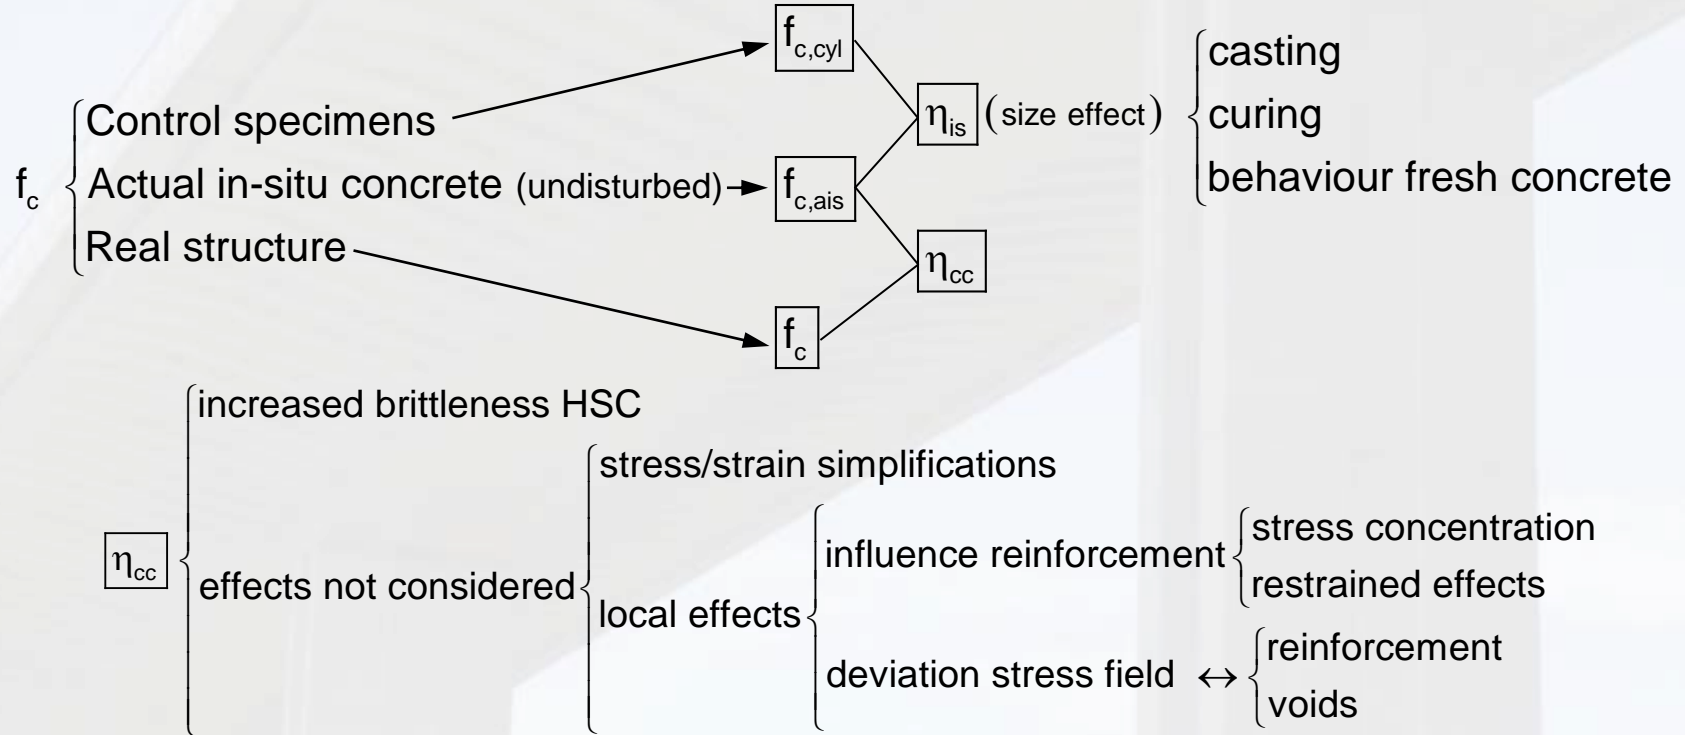 f_c,cyl
casting
Control specimens
η_is (size effect)
curing
f_c
Actual in-situ concrete (undisturbed)
f_c,ais
behaviour fresh concrete
Real structure
η_cc
f_c
increased brittleness HSC
stress/strain simplifications
stress concentration
influence reinforcement
η_cc
effects not considered
restrained effects
local effects
reinforcement
deviation stress field ↔
voids